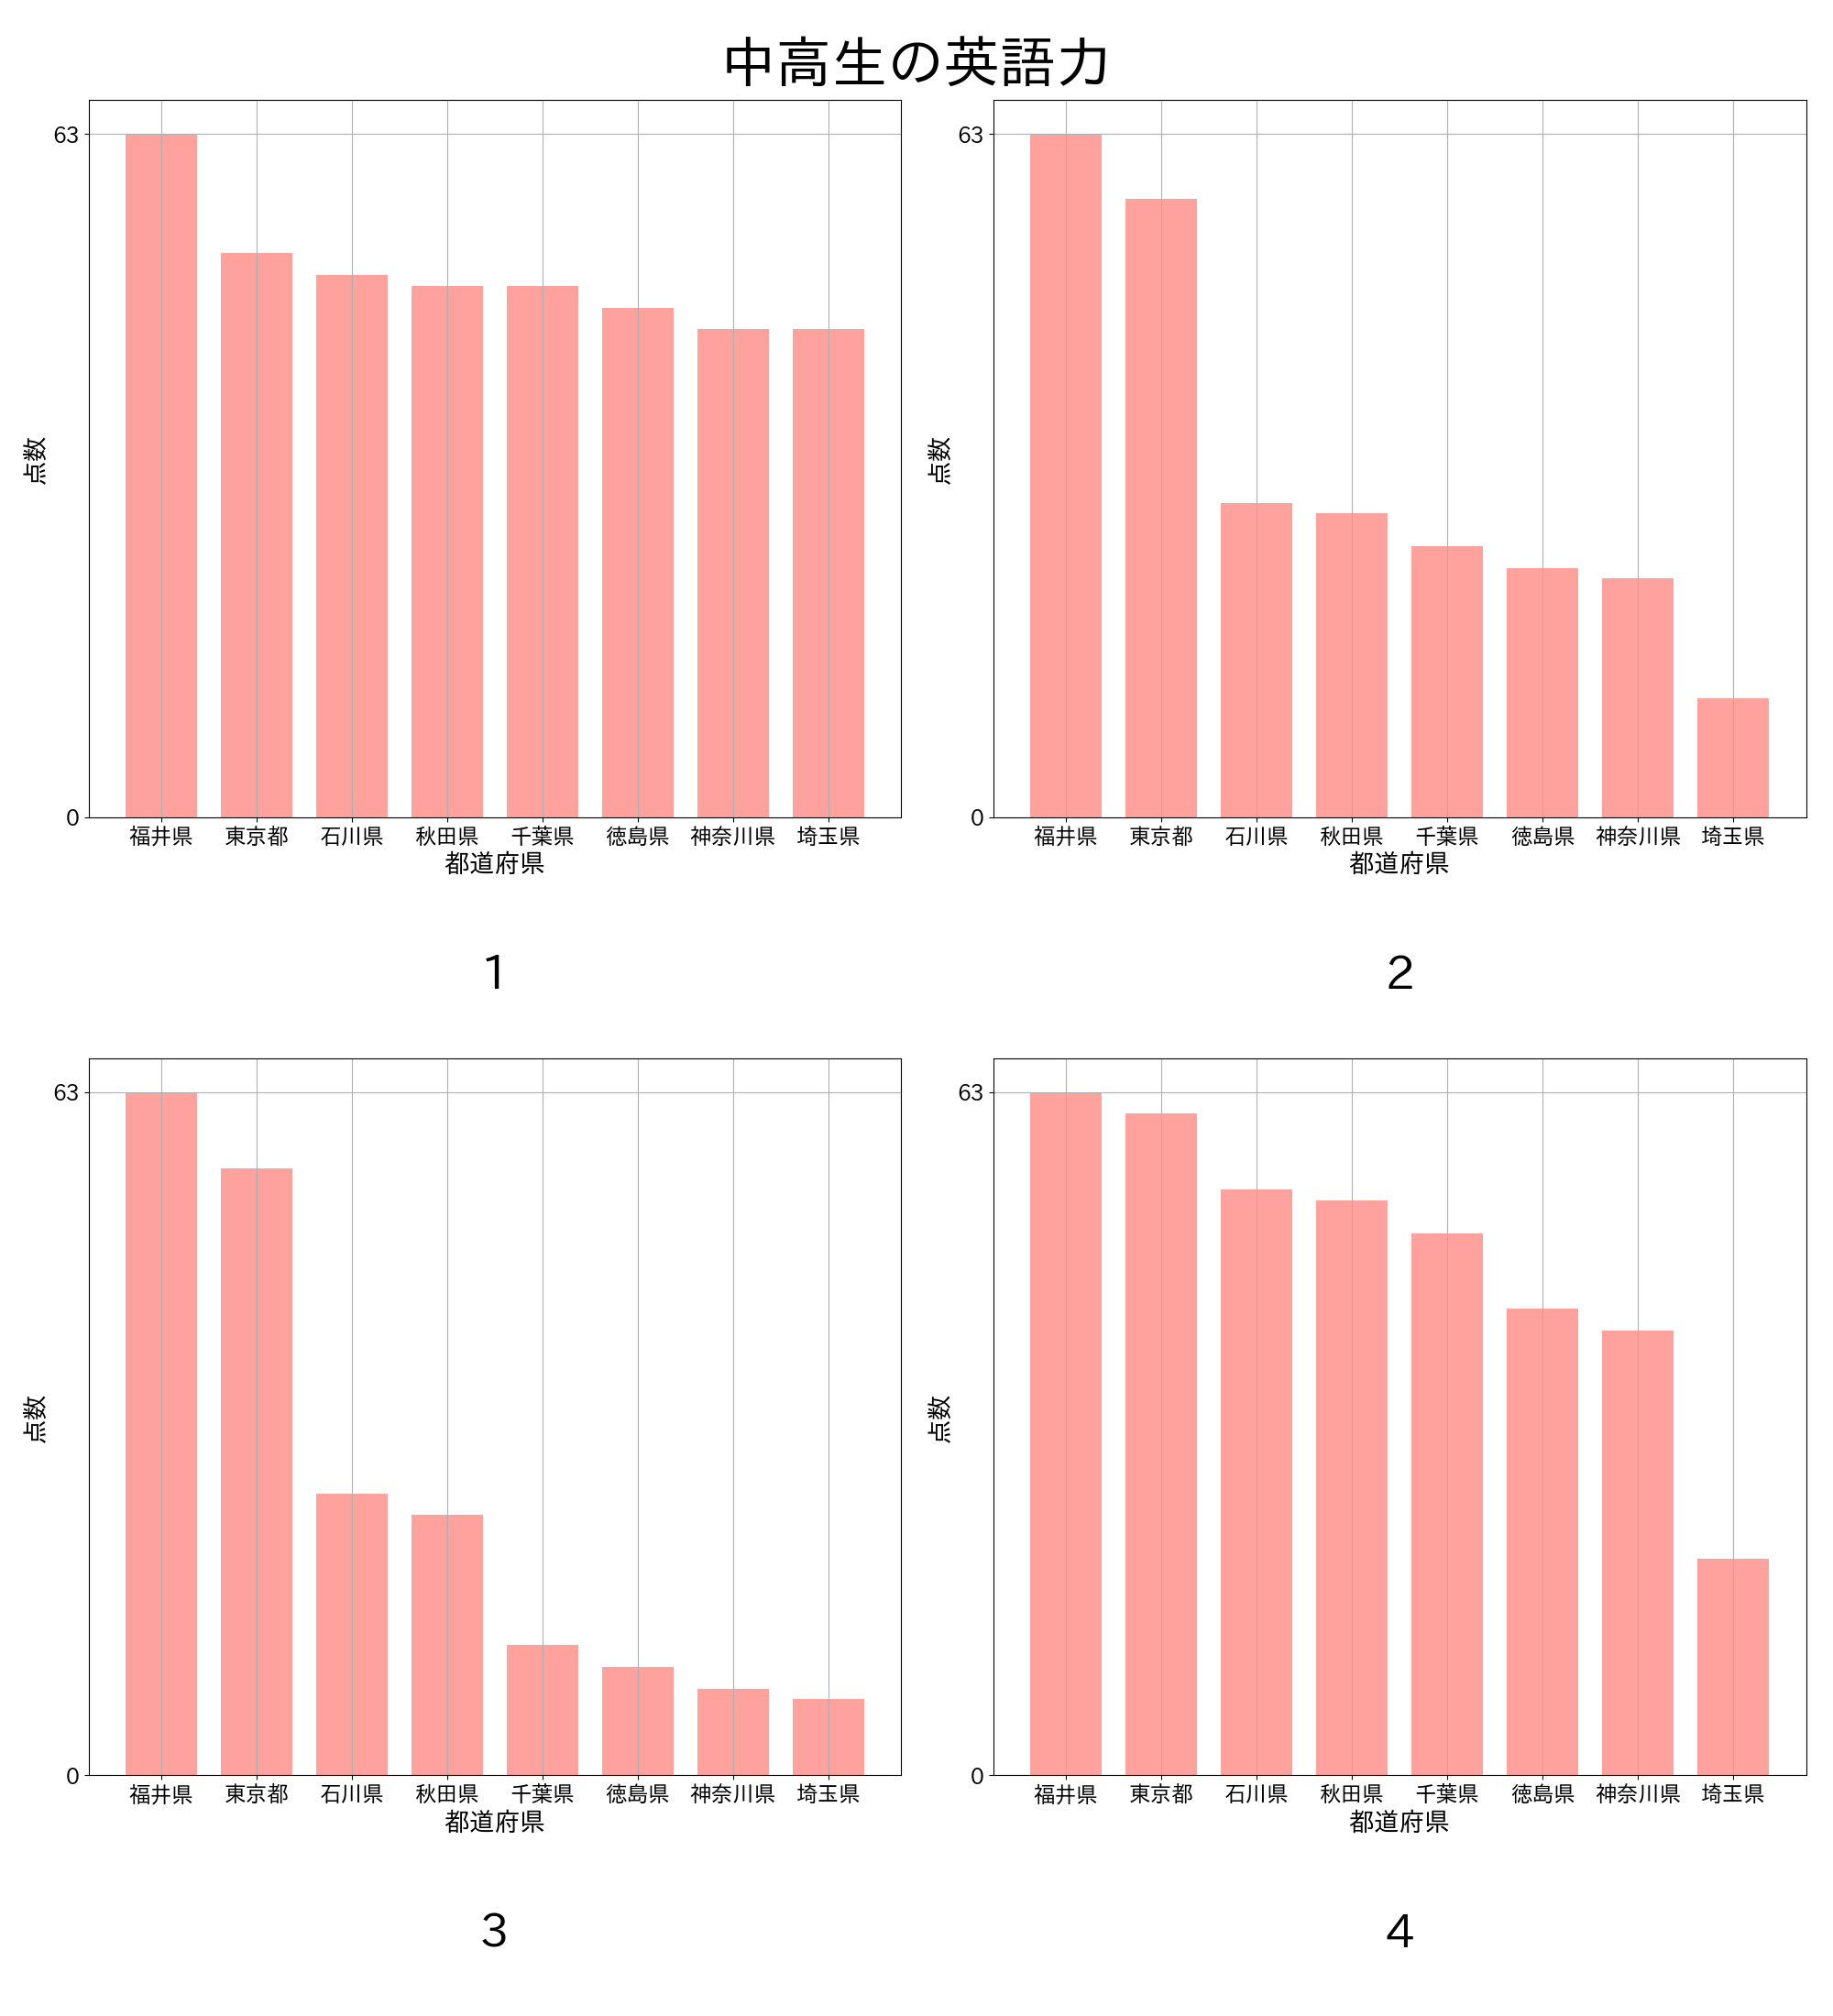 中高生の英語力
63
0
点数
福井県 東京都 石川県 秋田県 千葉県 徳島県 神奈川県 埼玉県
都道府県
1
63
0
点数
福井県 東京都 石川県 秋田県 千葉県 徳島県 神奈川県 埼玉県
都道府県
2
63
0
点数
福井県 東京都 石川県 秋田県 千葉県 徳島県 神奈川県 埼玉県
都道府県
3
63
0
点数
福井県 東京都 石川県 秋田県 千葉県 徳島県 神奈川県 埼玉県
都道府県
4